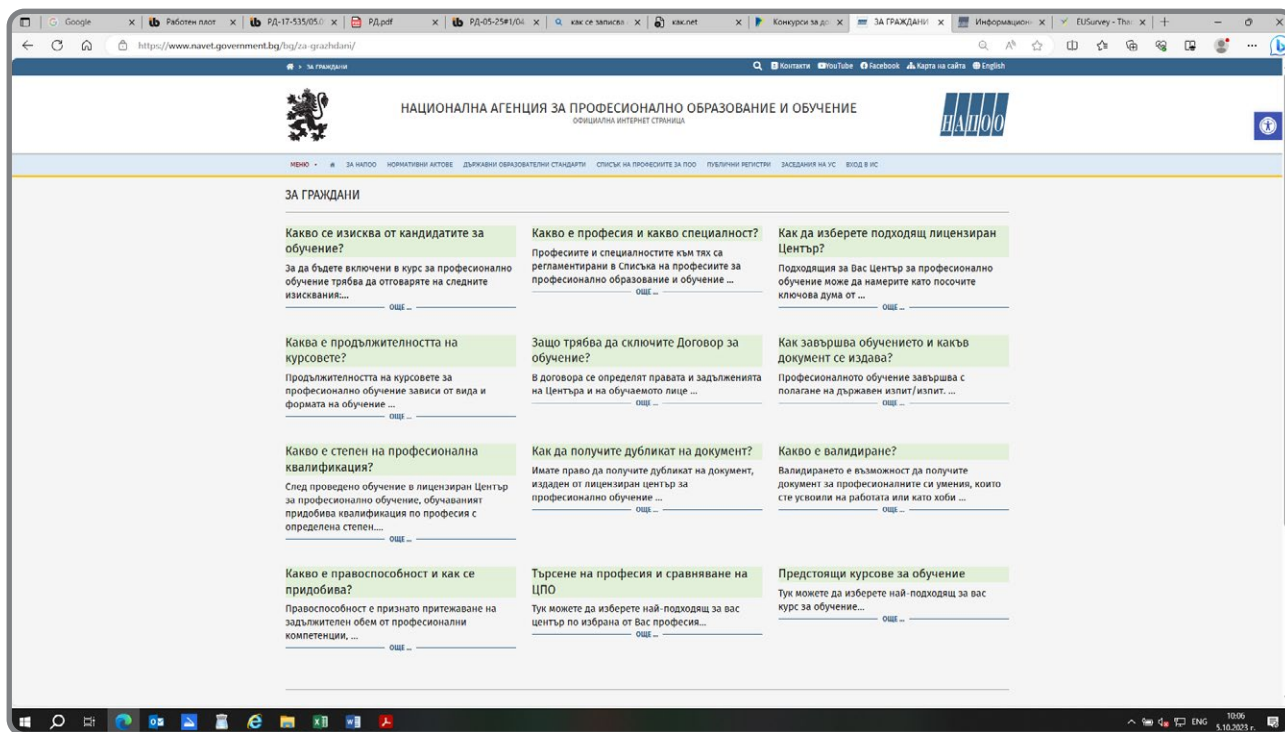 Google
Работен плот
РД-17-535/05.0
РД.pdf
РД-05-25#1/04.
как се записва
как.net
Конкурси за до
ЗА ГРАЖДАНИ
Информацион
EUSurvey - Tha
https://www.navet.government.bg/bg/za-grazhdani/
ЗА ГРАЖДАНИ
Контакти YouTube Facebook Карта на сайта English
НАЦИОНАЛНА АГЕНЦИЯ ЗА ПРОФЕСИОНАЛНО ОБРАЗОВАНИЕ И ОБУЧЕНИЕ
ОФИЦИАЛНА ИНТЕРНЕТ СТРАНИЦА
НАПОО
МЕНЮ ЗА НАПОО НОРМАТИВНИ АКТОВЕ ДЪРЖАВНИ ОБРАЗОВАТЕЛНИ СТАНДАРТИ СПИСЪК НА ПРОФЕСИИТЕ ЗА ПОО ПУБЛИЧНИ РЕГИСТРИ ЗАСЕДАНИЯ НА УС ВХОД В ИС
ЗА ГРАЖДАНИ
Какво се изисква от кандидатите за
обучение?
За да бъдете включени в курс за професионално
обучение трябва да отговаряте на следните
изисквания:...
ОЩЕ ...
Какво е професия и какво специалност?
Професиите и специалностите към тях са
регламентирани в Списъка на професиите за
професионално образование и обучение ...
ОЩЕ ...
Как да изберете подходящ лицензиран
Център?
Подходящия за Вас Център за професионално
обучение може да намерите като посочите
ключова дума от ...
ОЩЕ ...
Каква е продължителността на
курсовете?
Продължителността на курсовете за
професионално обучение зависи от вида и
формата на обучение ...
ОЩЕ ...
Защо трябва да сключите Договор за
обучение?
В договора се определят правата и задълженията
на Центъра и на обучаемото лице ...
ОЩЕ ...
Как завършва обучението и какъв
документ се издава?
Професионалното обучение завършва с
полагане на държавен изпит/изпит. ...
ОЩЕ ...
Какво е степен на професионална
квалификация?
След проведено обучение в лицензиран Център
за професионално обучение, обучаваният
придобива квалификация по професия с
определена степен....
ОЩЕ ...
Как да получите дубликат на документ?
Имате право да получите дубликат на документ,
издаден от лицензиран център за
професионално обучение ...
ОЩЕ ...
Какво е валидиране?
Валидирането е възможност да получите
документ за професионалните си умения, които
сте усвоили на работата или като хоби ...
ОЩЕ ...
Какво е правоспособност и как се
придобива?
Правоспособност е признато притежаване на
задължителен обем от професионални
компетенции, ...
ОЩЕ ...
Търсене на професия и сравняване на
ЦПО
Тук можете да изберете най-подходящ за вас
център по избрана от Вас професия...
ОЩЕ ...
Предстоящи курсове за обучение
Тук можете да изберете най-подходящ за вас
курс за обучение...
ОЩЕ ...
ENG
10:06
5.10.2023 г.